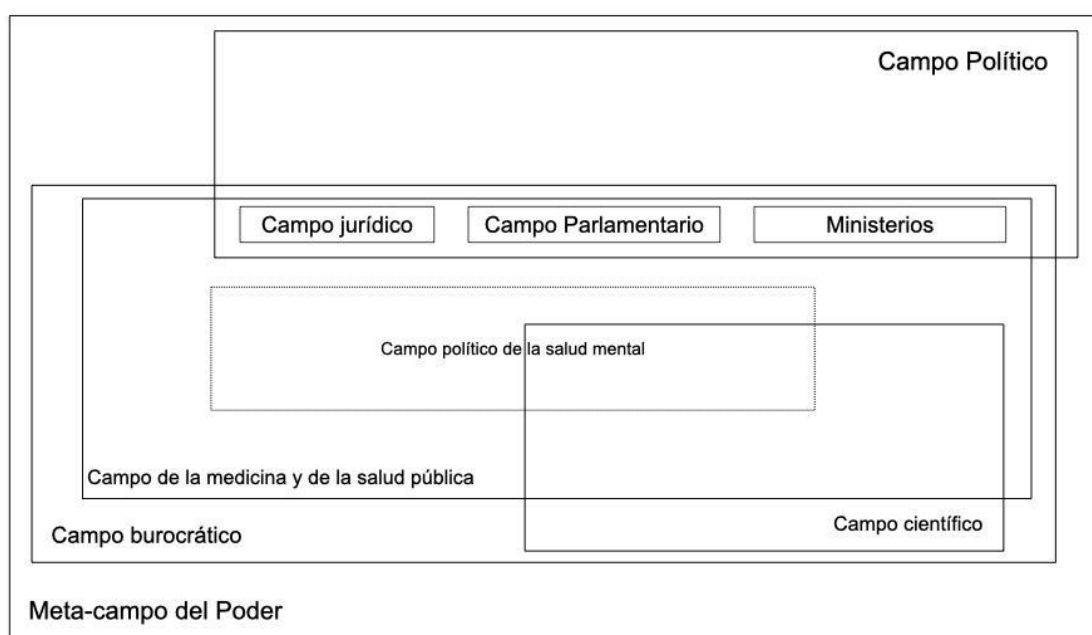 Campo Político
Campo jurídico
Campo Parlamentario
Ministerios
Campo político de la salud mental
Campo de la medicina y de la salud pública
Campo científico
Campo burocrático
Meta-campo del Poder